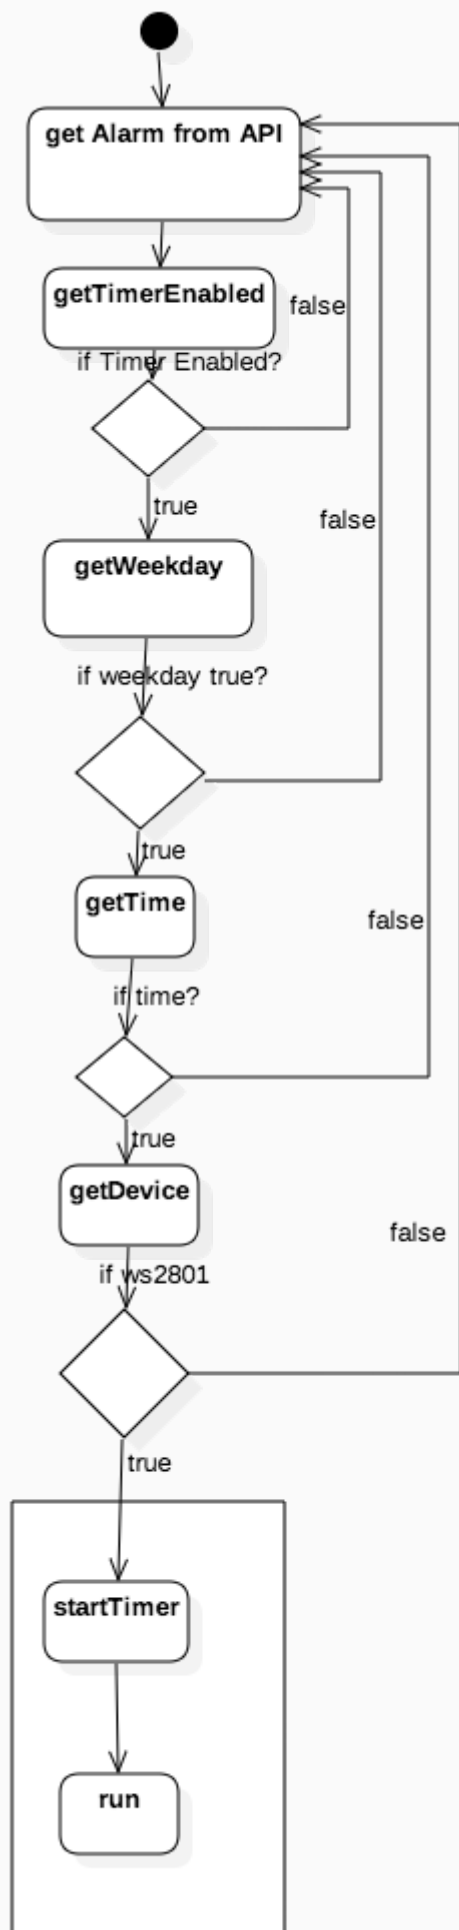 get Alarm from API
getTimerEnabled
false
if Timer Enabled?
true
false
getWeekday
if weekday true?
true
getTime
false
if time?
true
getDevice
false
if ws2801
true
startTimer
run